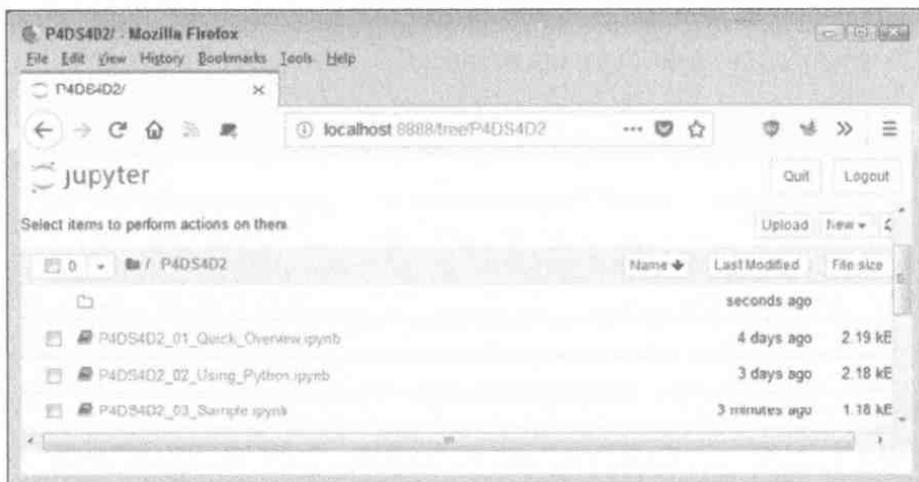 P4DS4D2/ - Mozilla Firefox
File Edit View History Bookmarks Tools Help
P4DS4D2/
localhost:8888/tree/P4DS4D2
jupyter
Quit Logout
Select items to perform actions on them.
Upload New
0 / P4DS4D2 Name Last Modified File size
seconds ago
P4DS4D2_01_Quick_Overview.ipynb 4 days ago 2.19 kB
P4DS4D2_02_Using_Python.ipynb 3 days ago 2.18 kB
P4DS4D2_03_Sample.ipynb 3 minutes ago 1.18 kB